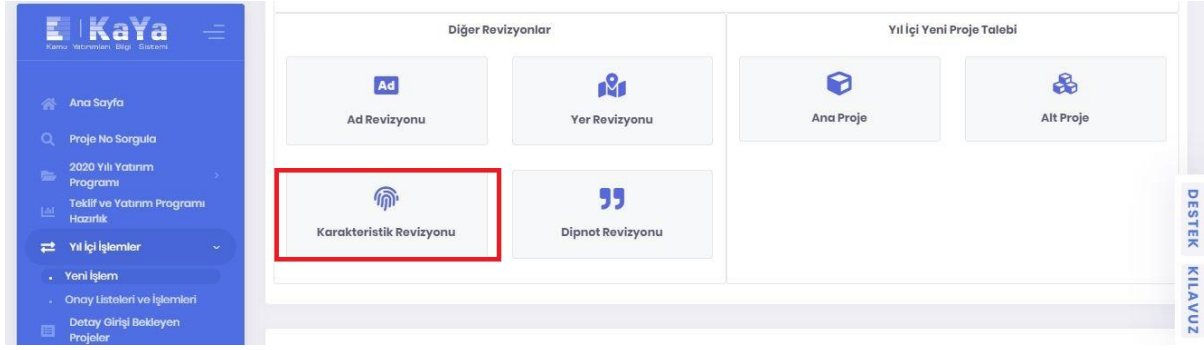 KaYa
Kamu Yatırımları Bilgi Sistemi
Ana Sayfa
Proje No Sorgula
2020 Yılı Yatırım
Programı
Teklif ve Yatırım Programı
Hazırlık
Yıl İçi İşlemler
Yeni İşlem
Onay Listeleri ve İşlemleri
Detay Girişi Bekleyen
Projeler
Diğer Revizyonlar
Ad
Ad Revizyonu
Yer Revizyonu
Karakteristik Revizyonu
Dipnot Revizyonu
Yıl İçi Yeni Proje Talebi
Ana Proje
Alt Proje
DESTEK
KILAVUZ